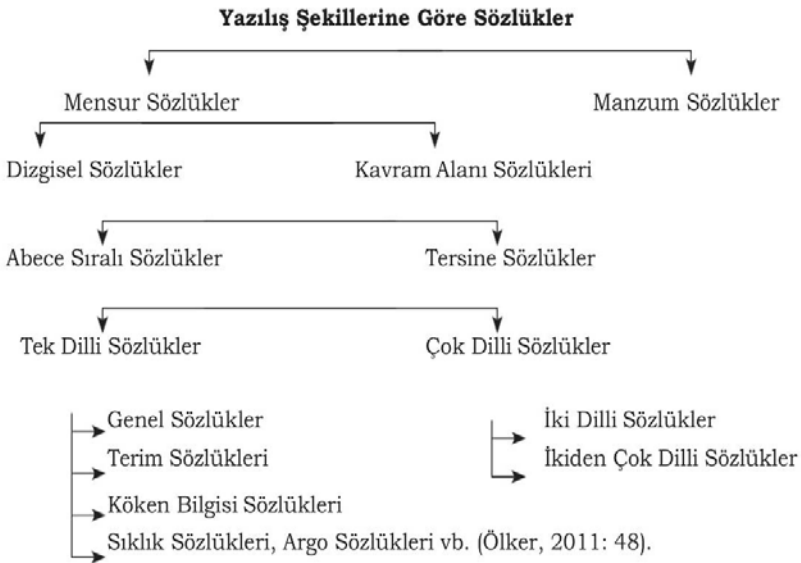 Yazılış Şekillerine Göre Sözlükler
Mensur Sözlükler Manzum Sözlükler
Dizgisel Sözlükler Kavram Alanı Sözlükleri
Abece Sıralı Sözlükler Tersine Sözlükler
Tek Dilli Sözlükler Çok Dilli Sözlükler
Genel Sözlükler İki Dilli Sözlükler
Terim Sözlükleri İkiden Çok Dilli Sözlükler
Köken Bilgisi Sözlükleri
Sıklık Sözlükleri, Argo Sözlükleri vb. (Ölker, 2011: 48).